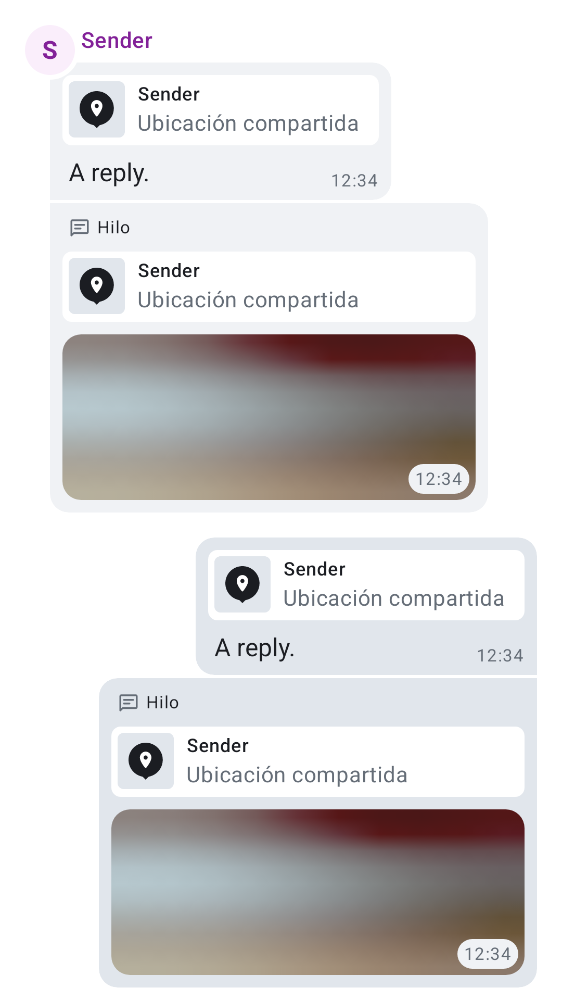 S
Sender
Sender
Ubicación compartida
A reply.
12:34
Hilo
Sender
Ubicación compartida
12:34
Sender
Ubicación compartida
A reply.
12:34
Hilo
Sender
Ubicación compartida
12:34